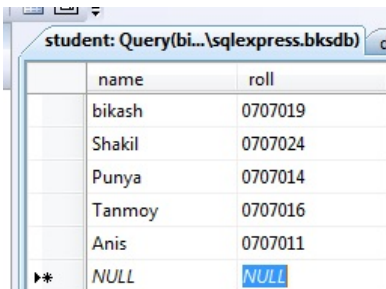 student: Query(bi...\sqlexpress.bksdb)
name roll
bikash 0707019
Shakil 0707024
Punya 0707014
Tanmoy 0707016
Anis 0707011
NULL NULL